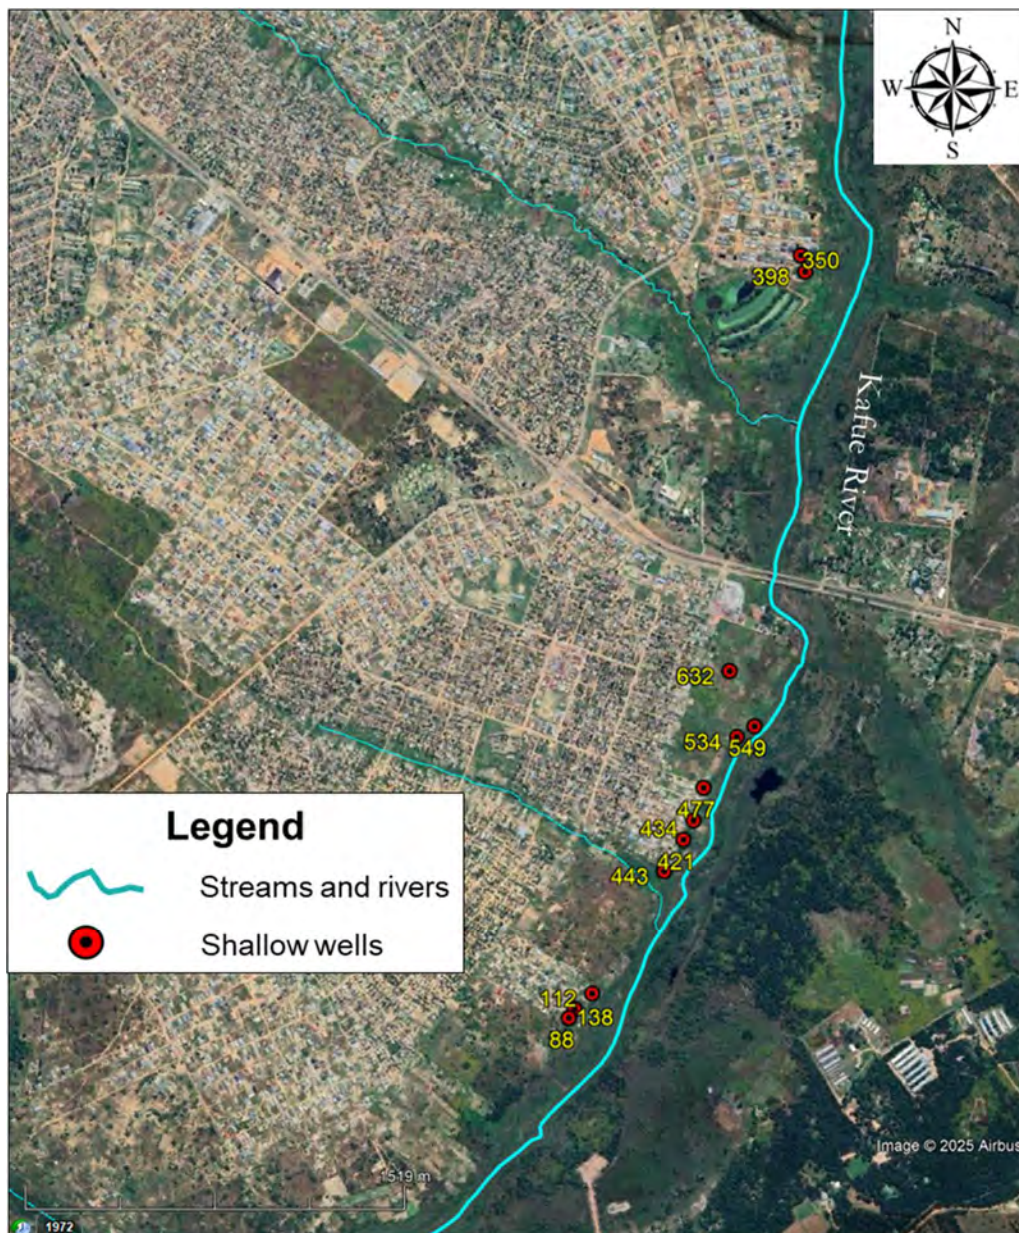 N
W E
S
398 350
Kafue River
632
534 549
477
434
421
443
112
138
88
Legend
Streams and rivers
Shallow wells
Image © 2025 Airbus
1519 m
1972